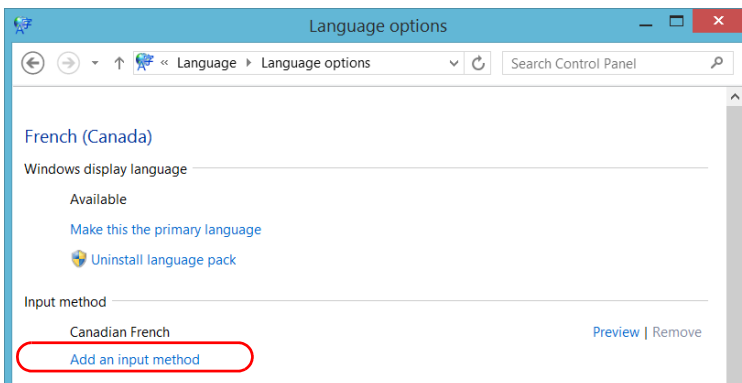 Language options
« Language Language options Search Control Panel
French (Canada)
Windows display language
Available
Make this the primary language
Uninstall language pack
Input method
Canadian French Preview | Remove
Add an input method